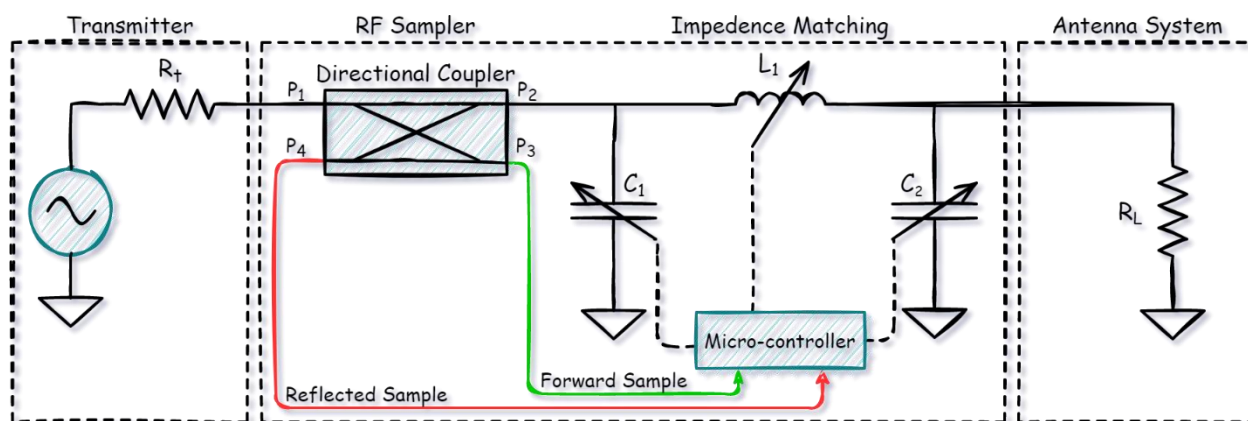 Transmitter
RF Sampler
Impedence Matching
Antenna System
Rt
Directional Coupler
L1
P1
P2
P4
P3
C1
C2
RL
Micro-controller
Forward Sample
Reflected Sample